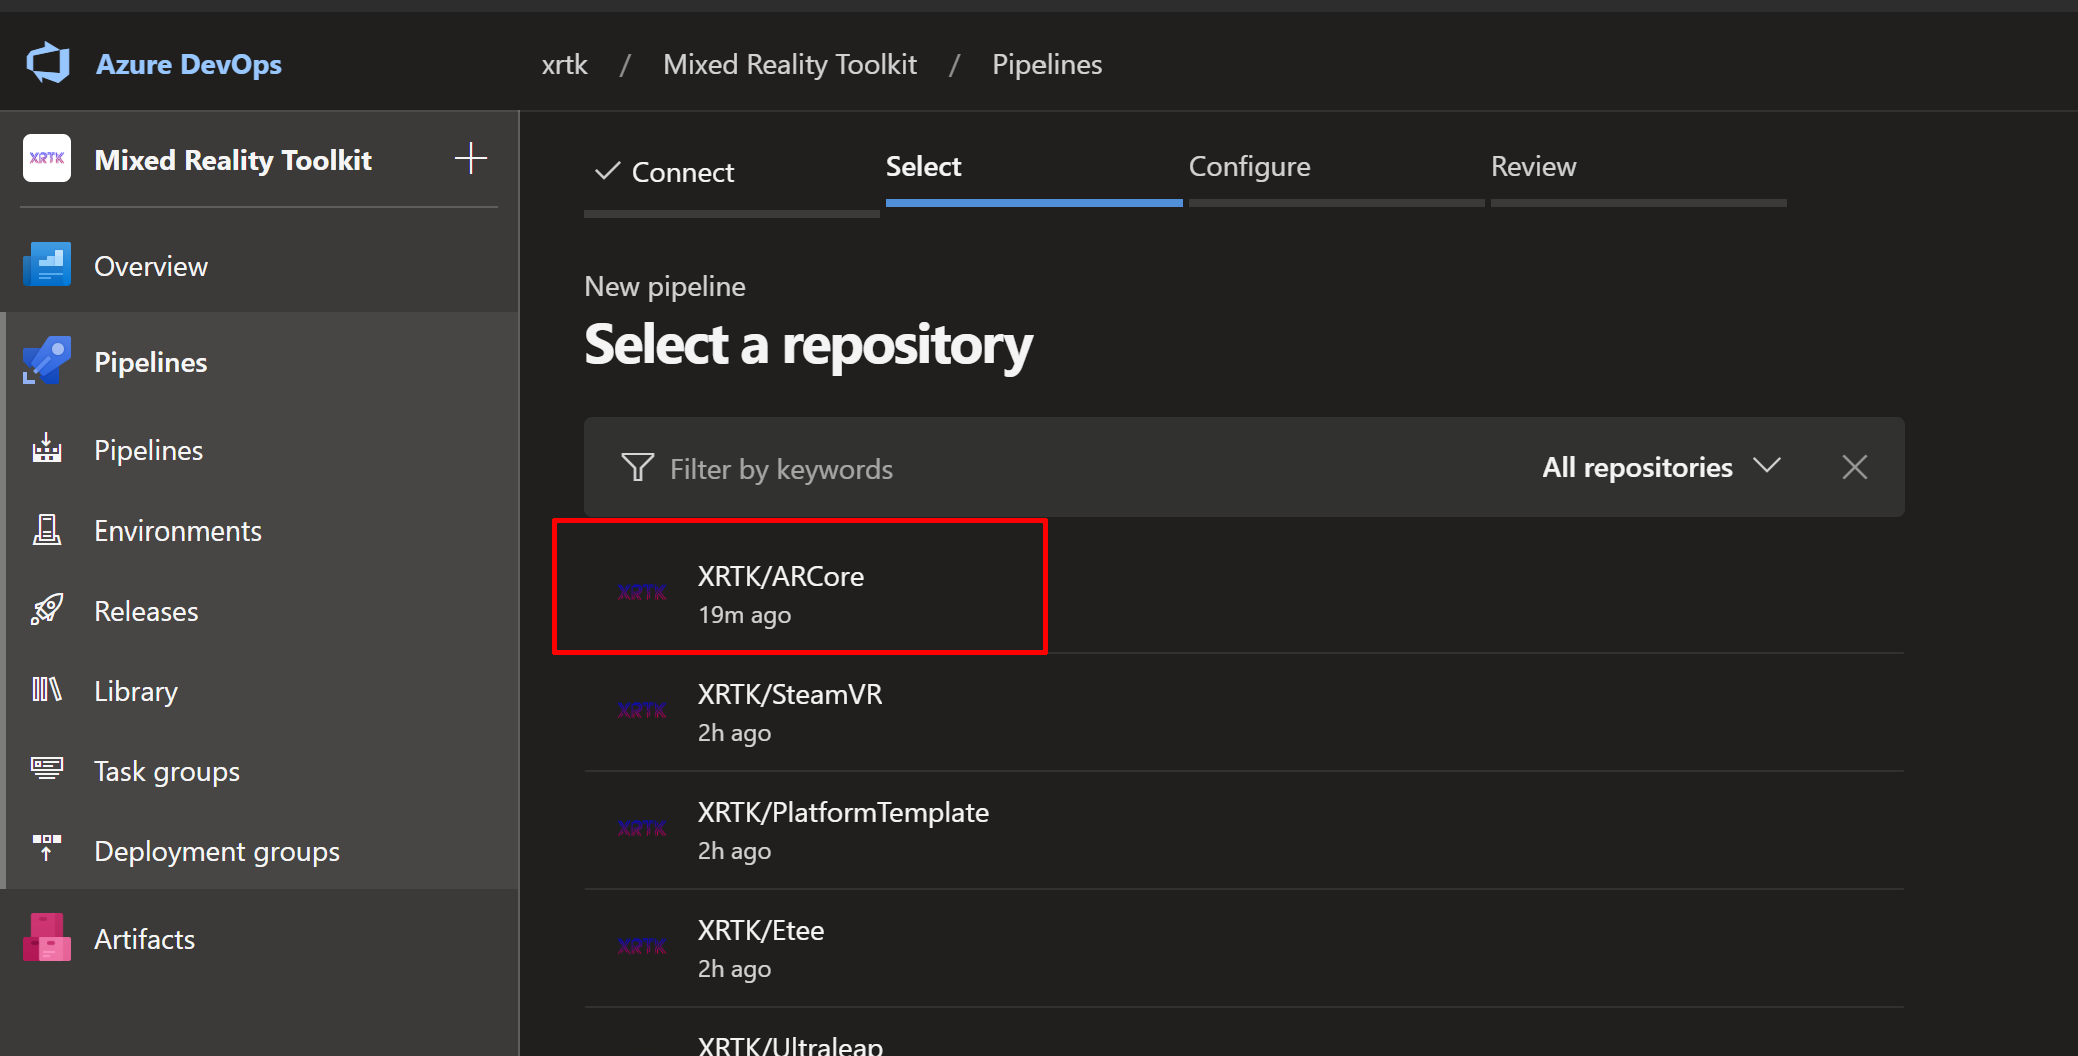 Azure DevOps
xrtk / Mixed Reality Toolkit / Pipelines
XRTK Mixed Reality Toolkit
Overview
Pipelines
Pipelines
Environments
Releases
Library
Task groups
Deployment groups
Artifacts
Connect Select Configure Review
New pipeline
Select a repository
Filter by keywords All repositories
XRTK XRTK/ARCore
19m ago
XRTK XRTK/SteamVR
2h ago
XRTK XRTK/PlatformTemplate
2h ago
XRTK XRTK/Etee
2h ago
XRTK/Ultraleap